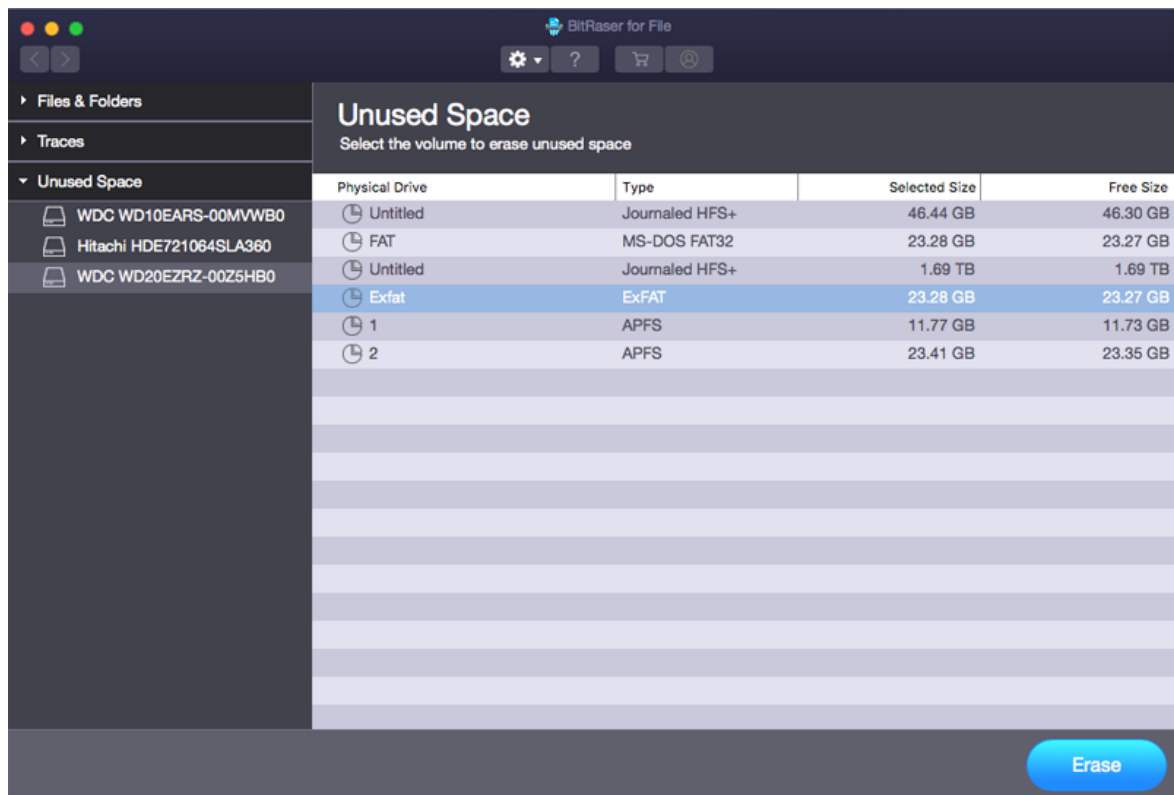 BitRaser for File
?
Files & Folders
Traces
Unused Space
WDC WD10EARS-00MVWB0
Hitachi HDE721064SLA360
WDC WD20EZRZ-00Z5HB0
Unused Space
Select the volume to erase unused space
Physical Drive Type Selected Size Free Size
Untitled Journaled HFS+ 46.44 GB 46.30 GB
FAT MS-DOS FAT32 23.28 GB 23.27 GB
Untitled Journaled HFS+ 1.69 TB 1.69 TB
Exfat ExFAT 23.28 GB 23.27 GB
1 APFS 11.77 GB 11.73 GB
2 APFS 23.41 GB 23.35 GB
Erase